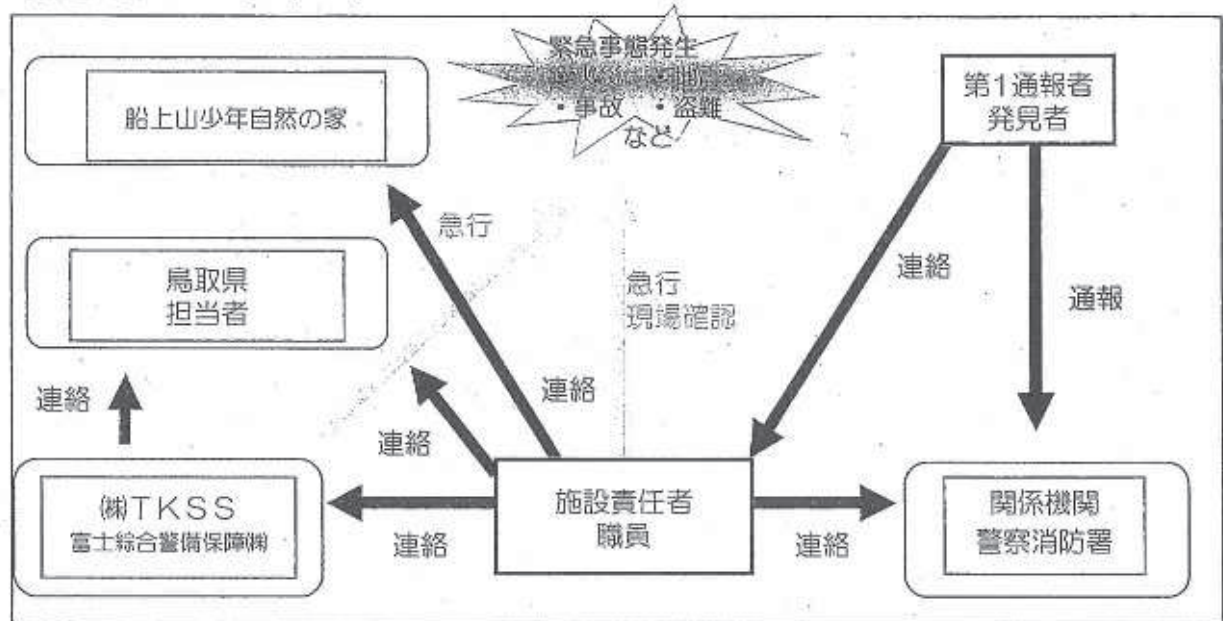 緊急事態発生
・事故 ・盗難
など
船上山少年自然の家
第1通報者
発見者
急行
鳥取県
担当者
急行
現場確認
連絡
通報
連絡
連絡
連絡
㈱TKSS
富士綜合警備保障㈱
施設責任者
職員
関係機関
警察消防署
連絡
連絡